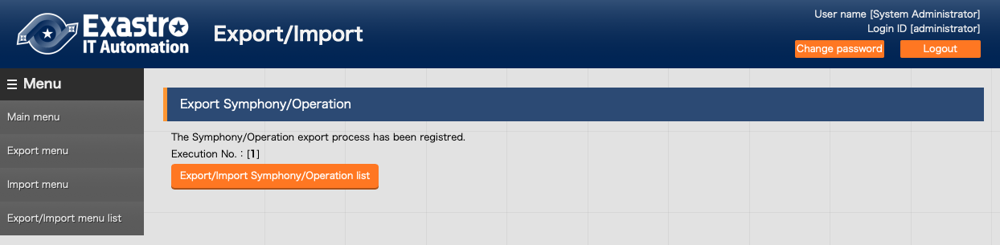 Exastro
IT Automation
Export/Import
User name [System Administrator]
Login ID [administrator]
Change password
Logout
Menu
Main menu
Export menu
Import menu
Export/Import menu list
Export Symphony/Operation
The Symphony/Operation export process has been registred.
Execution No.：[1]
Export/Import Symphony/Operation list